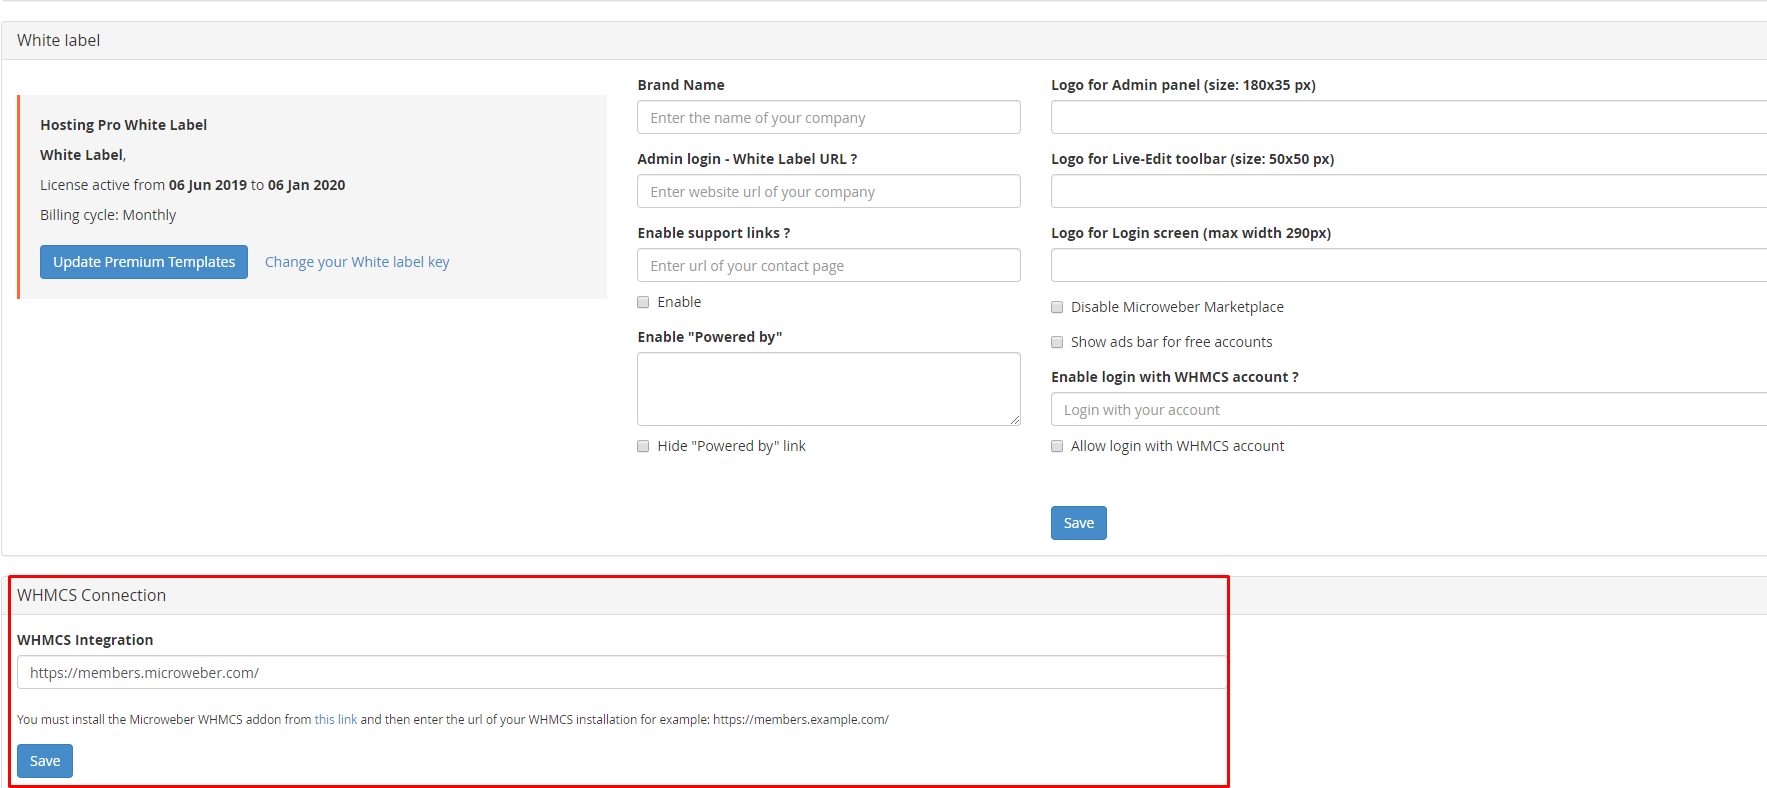 White label
Hosting Pro White Label
White Label,
License active from 06 Jun 2019 to 06 Jan 2020
Billing cycle: Monthly
Update Premium Templates
Change your White label key
Brand Name
Enter the name of your company
Admin login - White Label URL ?
Enter website url of your company
Enable support links ?
Enter url of your contact page
Enable
Enable "Powered by"
Hide "Powered by" link
Logo for Admin panel (size: 180x35 px)
Logo for Live-Edit toolbar (size: 50x50 px)
Logo for Login screen (max width 290px)
Disable Microweber Marketplace
Show ads bar for free accounts
Enable login with WHMCS account ?
Login with your account
Allow login with WHMCS account
Save
WHMCS Connection
WHMCS Integration
https://members.microweber.com/
You must install the Microweber WHMCS addon from this link and then enter the url of your WHMCS installation for example: https://members.example.com/
Save